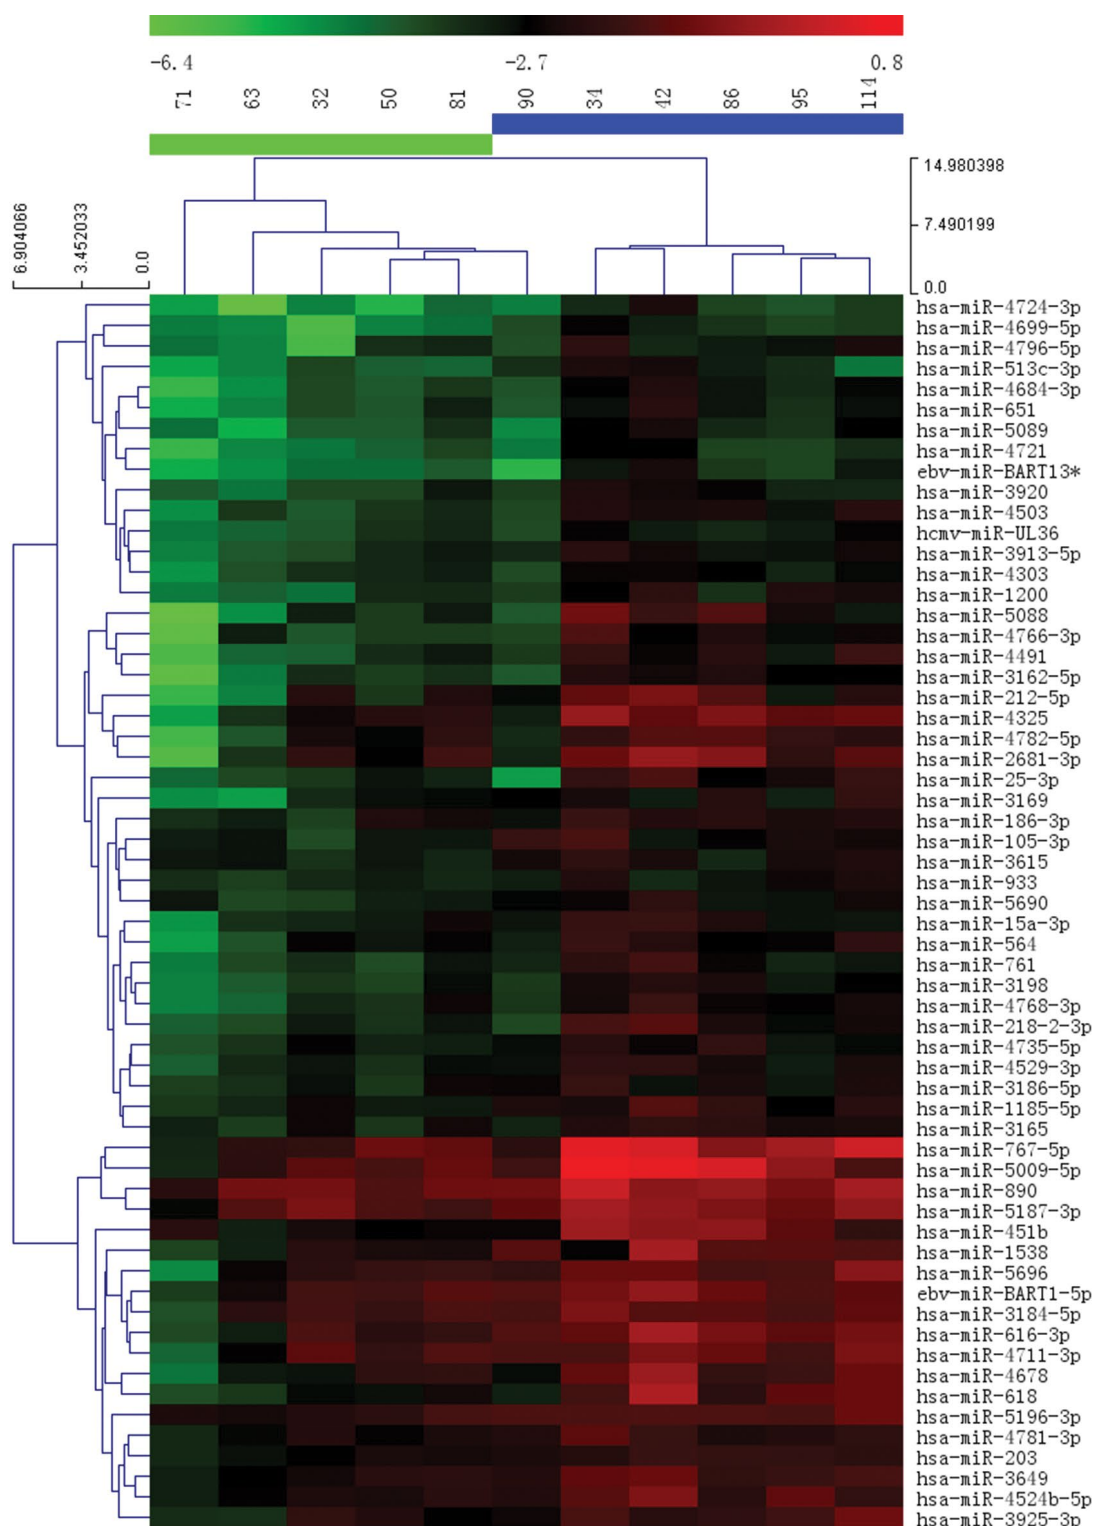 -6.4 -2.7 0.8
71 63 32 50 81 90 34 42 86 95 114
14.980398
7.490199
0.0
6.904066
3.452033
0.0
hsa-miR-4724-3p
hsa-miR-4699-5p
hsa-miR-4796-5p
hsa-miR-513c-3p
hsa-miR-4684-3p
hsa-miR-651
hsa-miR-5089
hsa-miR-4721
ebv-miR-BART13*
hsa-miR-3920
hsa-miR-4503
hcmv-miR-UL36
hsa-miR-3913-5p
hsa-miR-4303
hsa-miR-1200
hsa-miR-5088
hsa-miR-4766-3p
hsa-miR-4491
hsa-miR-3162-5p
hsa-miR-212-5p
hsa-miR-4325
hsa-miR-4782-5p
hsa-miR-2681-3p
hsa-miR-25-3p
hsa-miR-3169
hsa-miR-186-3p
hsa-miR-105-3p
hsa-miR-3615
hsa-miR-933
hsa-miR-5690
hsa-miR-15a-3p
hsa-miR-564
hsa-miR-761
hsa-miR-3198
hsa-miR-4768-3p
hsa-miR-218-2-3p
hsa-miR-4735-5p
hsa-miR-4529-3p
hsa-miR-3186-5p
hsa-miR-1185-5p
hsa-miR-3165
hsa-miR-767-5p
hsa-miR-5009-5p
hsa-miR-890
hsa-miR-5187-3p
hsa-miR-451b
hsa-miR-1538
hsa-miR-5696
ebv-miR-BART1-5p
hsa-miR-3184-5p
hsa-miR-616-3p
hsa-miR-4711-3p
hsa-miR-4678
hsa-miR-618
hsa-miR-5196-3p
hsa-miR-4781-3p
hsa-miR-203
hsa-miR-3649
hsa-miR-4524b-5p
hsa-miR-3925-3p